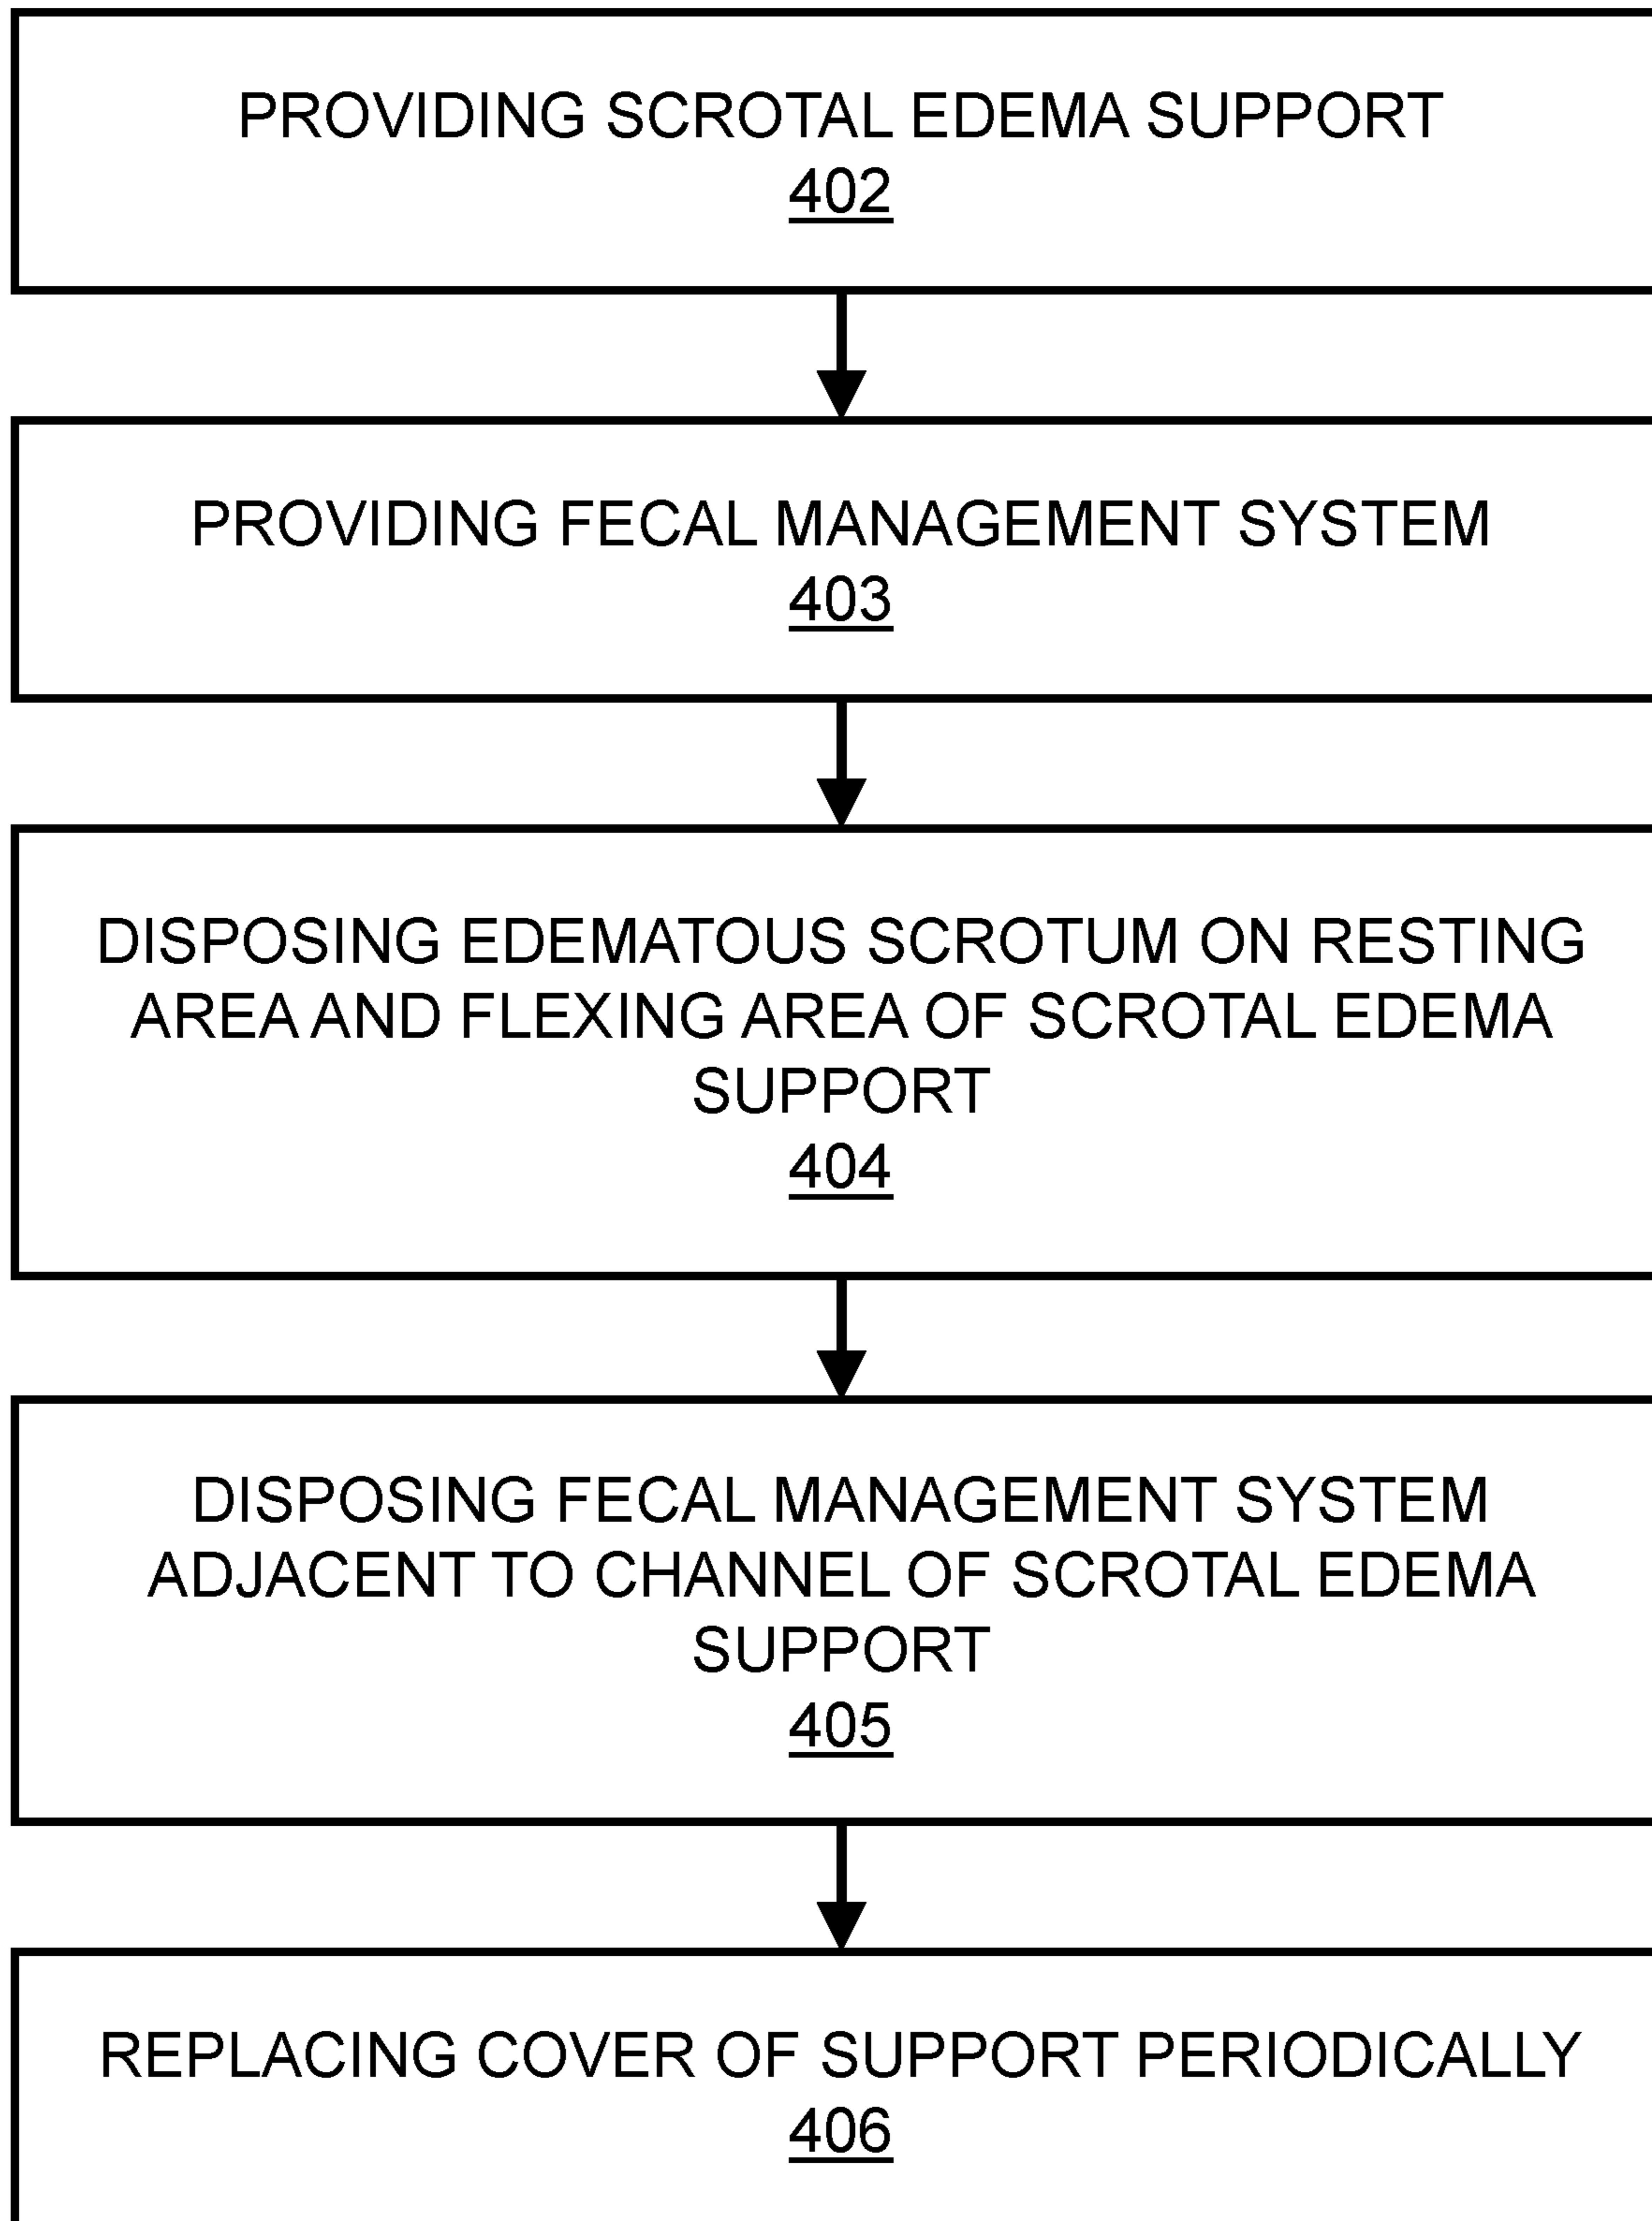 PROVIDING SCROTAL EDEMA SUPPORT
402
PROVIDING FECAL MANAGEMENT SYSTEM
403
DISPOSING EDEMATOUS SCROTUM ON RESTING
AREA AND FLEXING AREA OF SCROTAL EDEMA
SUPPORT
404
DISPOSING FECAL MANAGEMENT SYSTEM
ADJACENT TO CHANNEL OF SCROTAL EDEMA
SUPPORT
405
REPLACING COVER OF SUPPORT PERIODICALLY
406